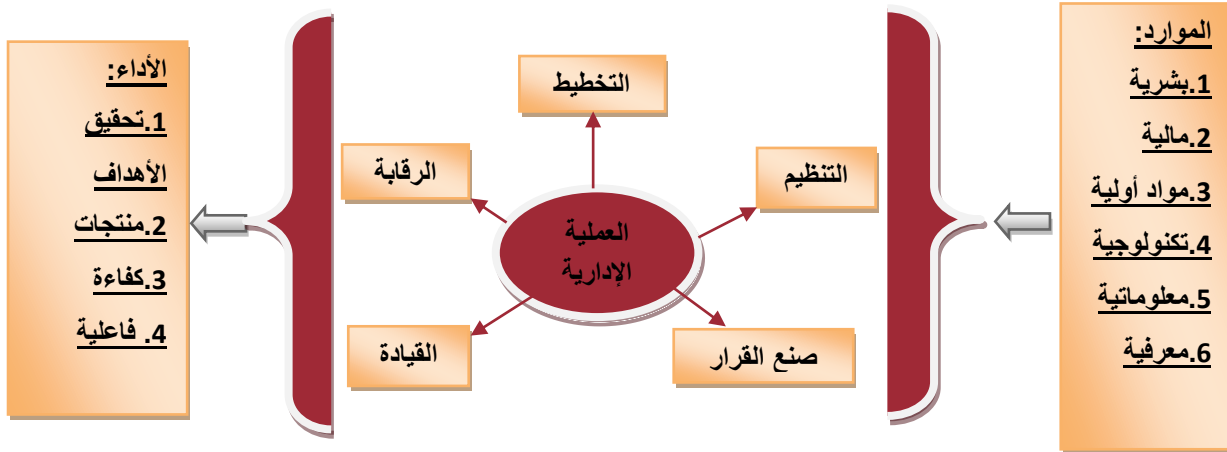 الموارد:
1.بشرية
2.مالية
3.مواد أولية
4.تكنولوجية
5.معلوماتية
6.معرفية
التخطيط
التنظيم
صنع القرار
القيادة
الرقابة
العملية
الإدارية
الأداء:
1.تحقيق
الأهداف
2.منتجات
3.كفاءة
4. فاعلية